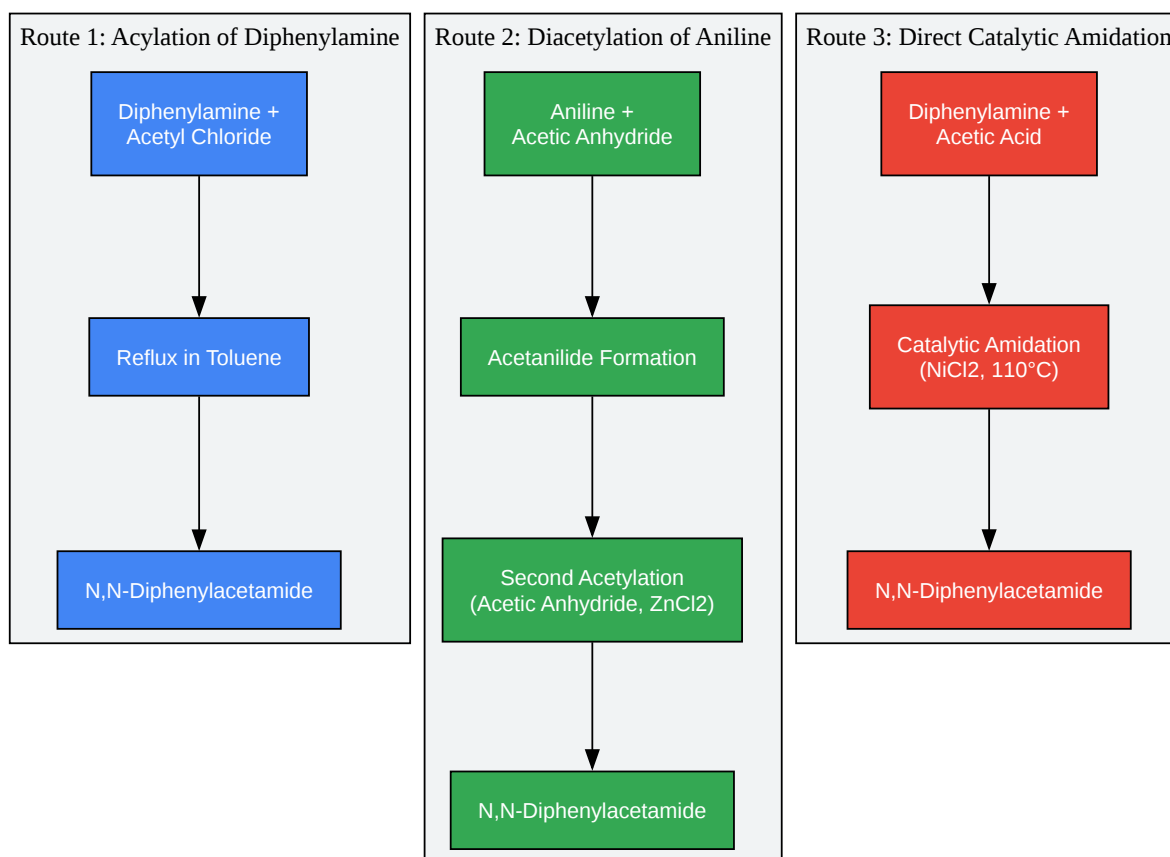 Route 1: Acylation of Diphenylamine
Diphenylamine +
Acetyl Chloride
Reflux in Toluene
N,N-Diphenylacetamide
Route 2: Diacetylation of Aniline
Aniline +
Acetic Anhydride
Acetanilide Formation
Second Acetylation
(Acetic Anhydride, ZnCl2)
N,N-Diphenylacetamide
Route 3: Direct Catalytic Amidation
Diphenylamine +
Acetic Acid
Catalytic Amidation
(NiCl2, 110°C)
N,N-Diphenylacetamide